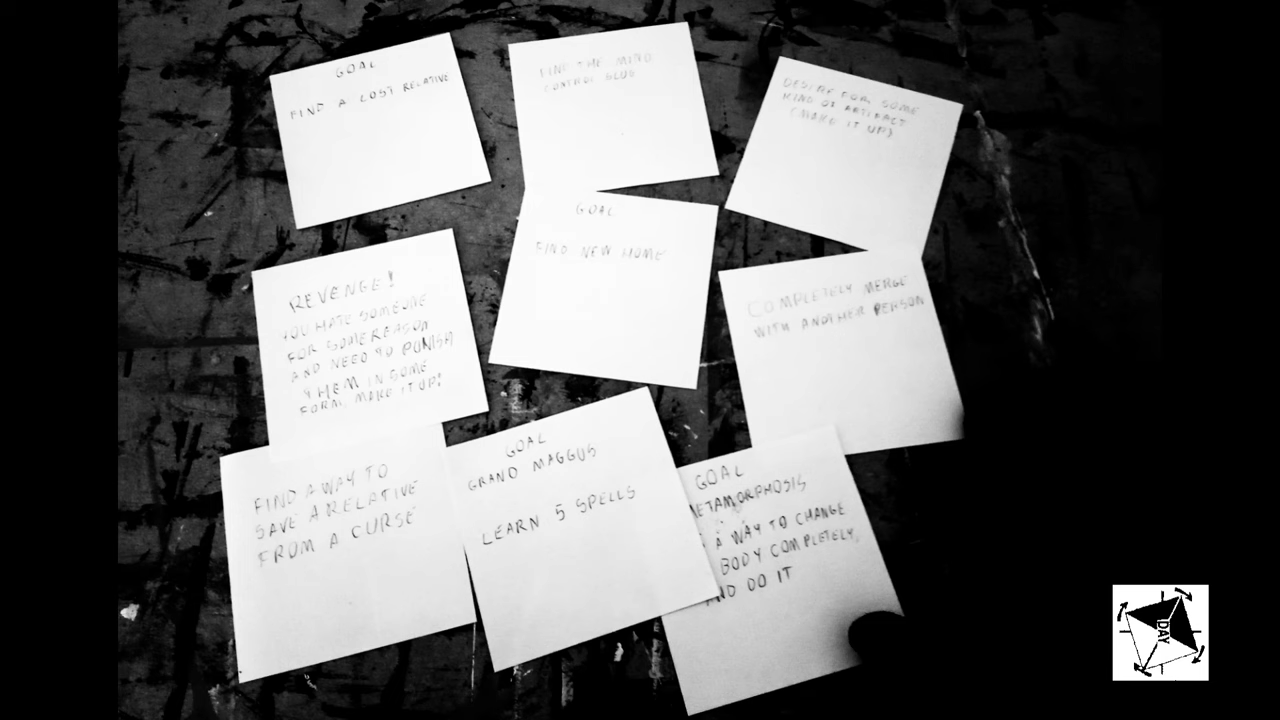 GOAL
FIND A LOST RELATIVE
FIND THE MIND
CONTROL SLUG
DESIRE FOR SOME
KIND OF ARTIFACT
(MAKE IT UP)
REVENGE!
YOU HATE SOMEONE
FOR SOME REASON
AND NEED TO PUNISH
THEM IN SOME
FORM, MAKE IT UP!
GOAL
FIND NEW HOME
COMPLETELY MERGE
WITH ANOTHER PERSON
FIND A WAY TO
SAVE A RELATIVE
FROM A CURSE
GOAL
GRAND MAGGUS
LEARN 5 SPELLS
GOAL
ETAMORPHOSIS
A WAY TO CHANGE
BODY COMPLETELY,
AND DO IT
DAY